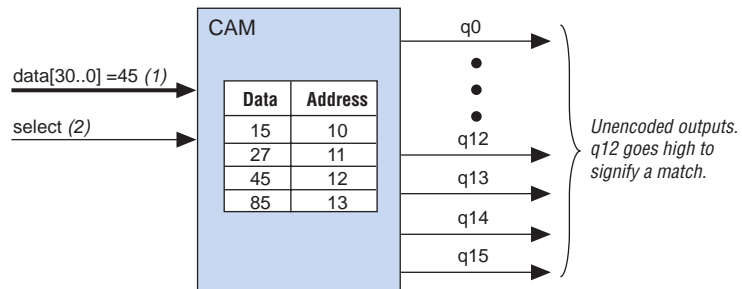 CAM
data[30..0] =45 (1)
select (2)
Data Address
15 10
27 11
45 12
85 13
q0
q12
q13
q14
q15
Unencoded outputs.
q12 goes high to
signify a match.